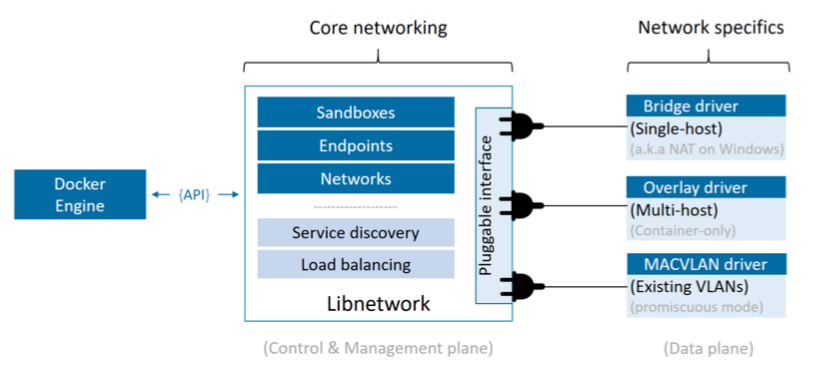 Core networking
Network specifics
Docker
Engine
{API}
Sandboxes
Endpoints
Networks
Service discovery
Load balancing
Libnetwork
Pluggable interface
Bridge driver
(Single-host)
(a.k.a NAT on Windows)
Overlay driver
(Multi-host)
(Container-only)
MACVLAN driver
(Existing VLANs)
(promiscuous mode)
(Control & Management plane)
(Data plane)